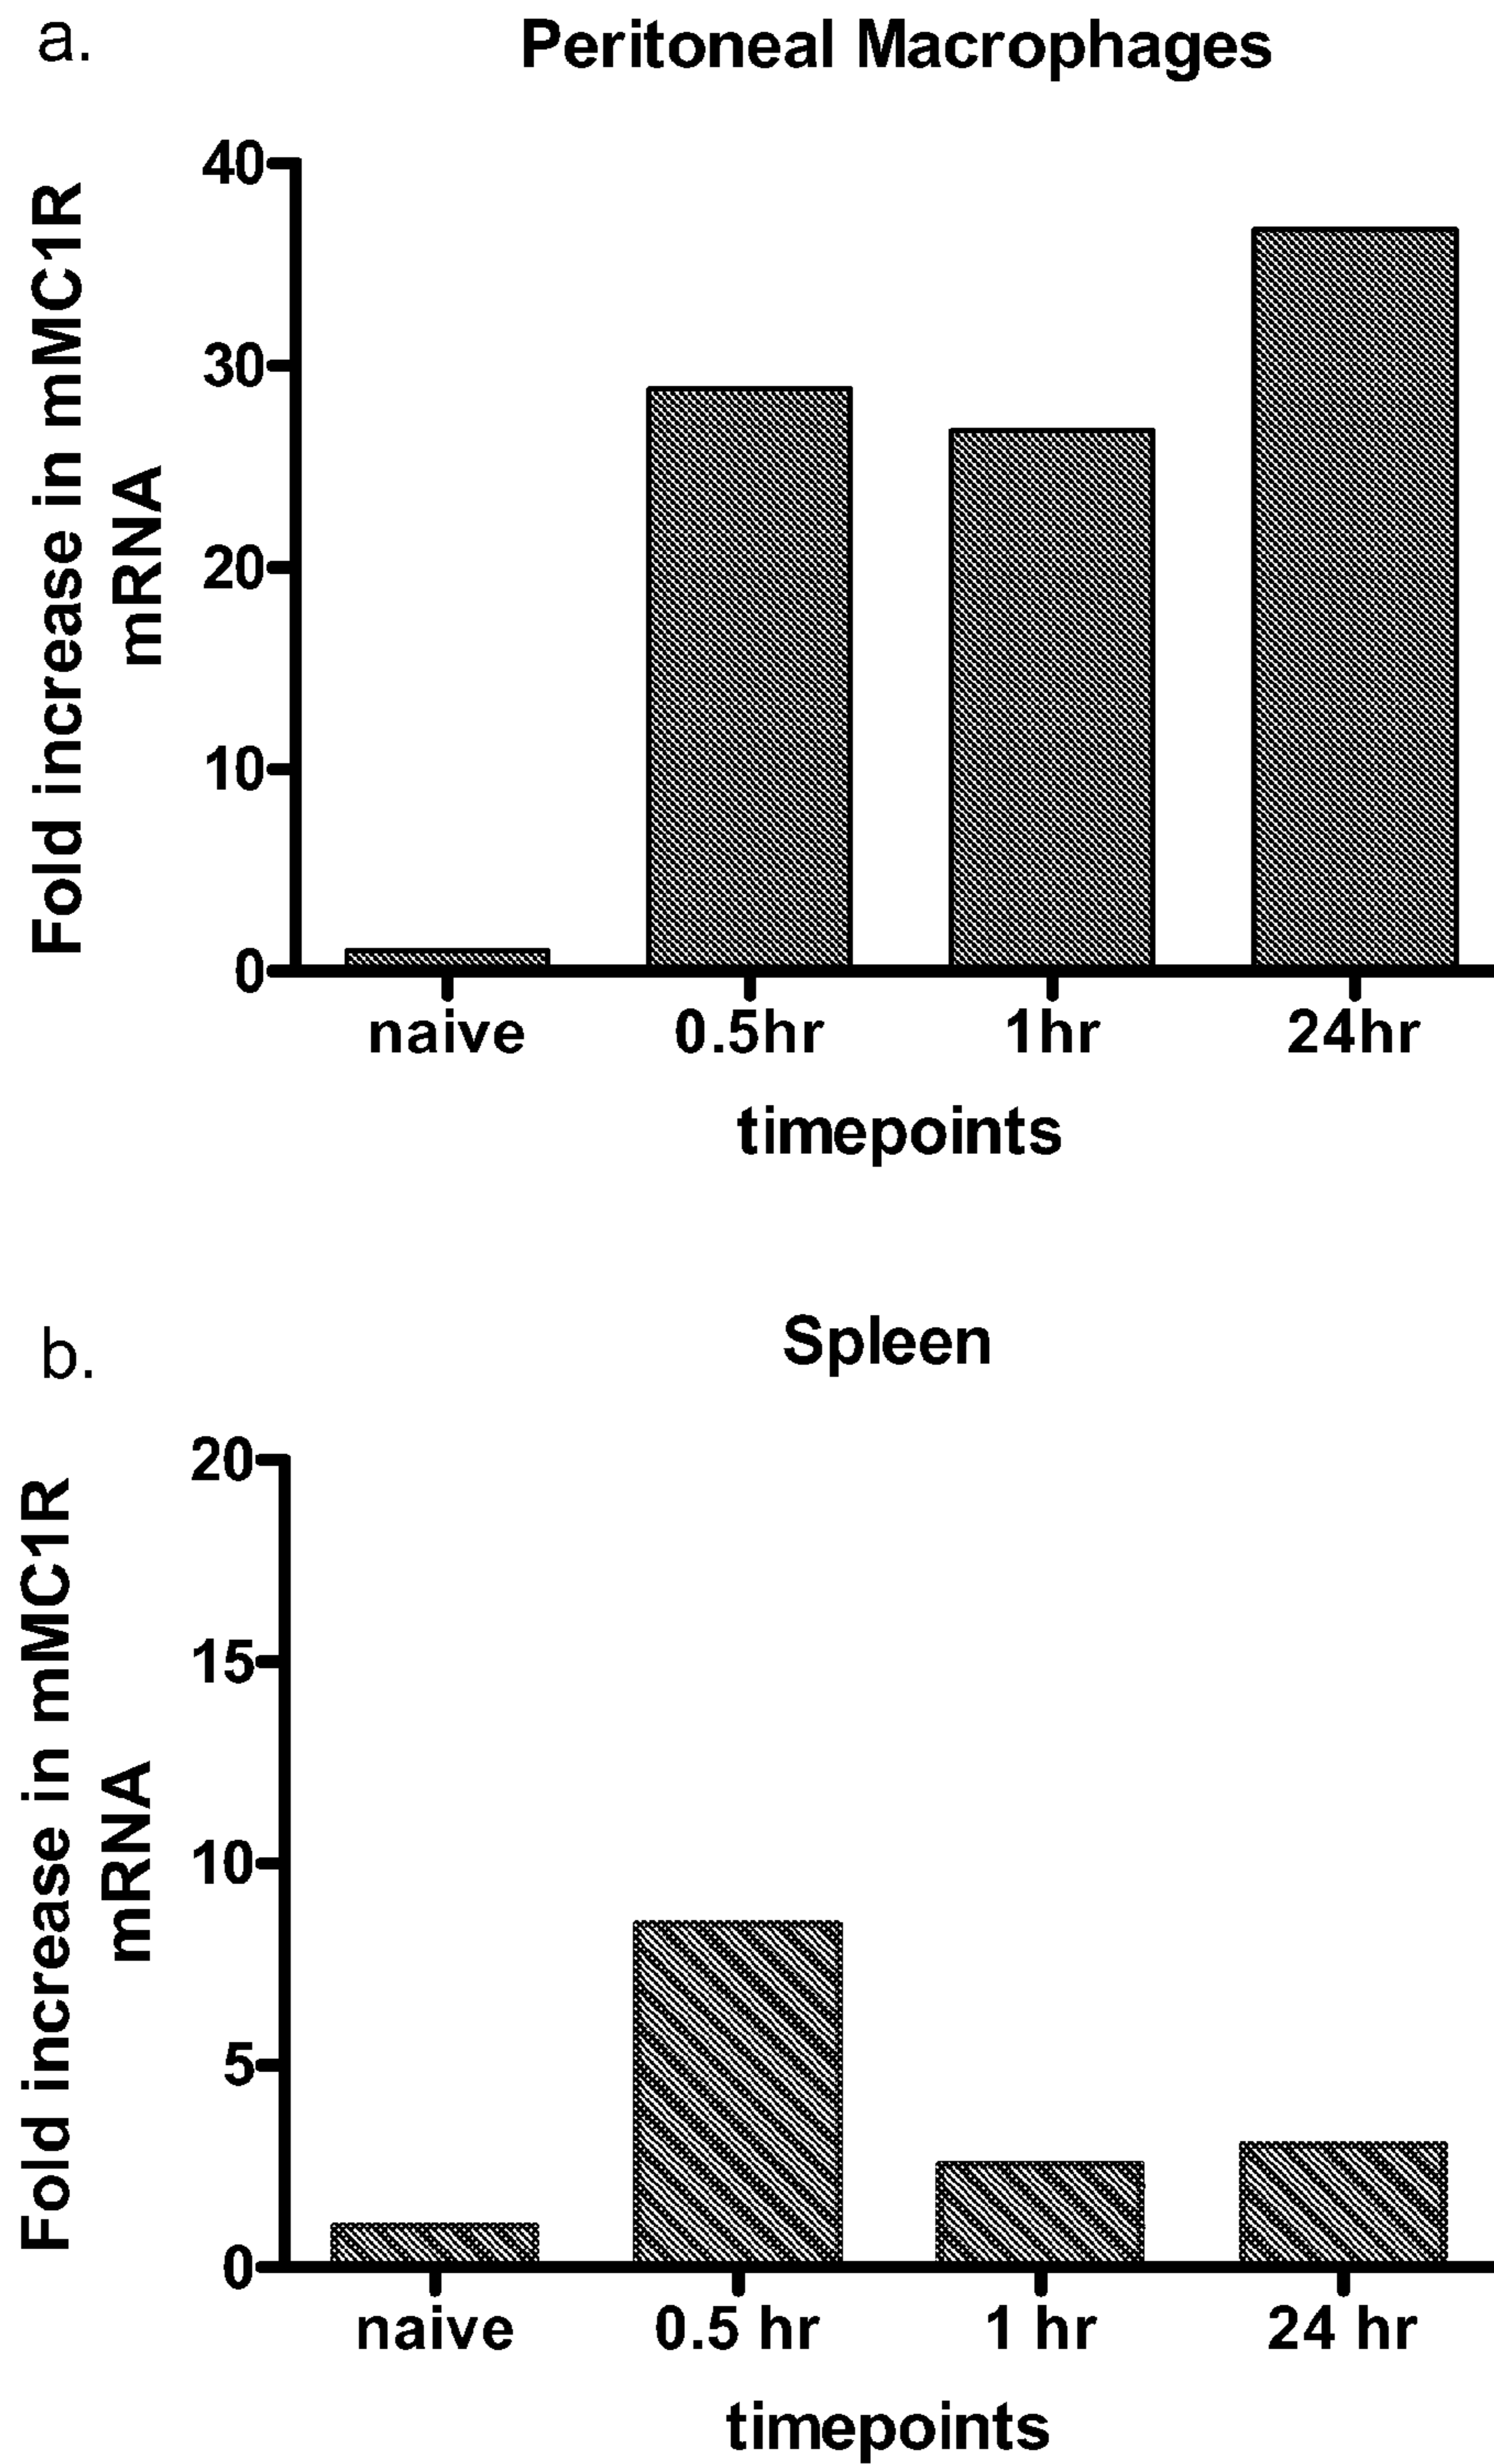 a.
Peritoneal Macrophages
Fold increase in mMC1R
mRNA
40
30
20
10
0
naive 0.5hr 1hr 24hr
timepoints
b.
Spleen
Fold increase in mMC1R
mRNA
20
15
10
5
0
naive 0.5 hr 1 hr 24 hr
timepoints